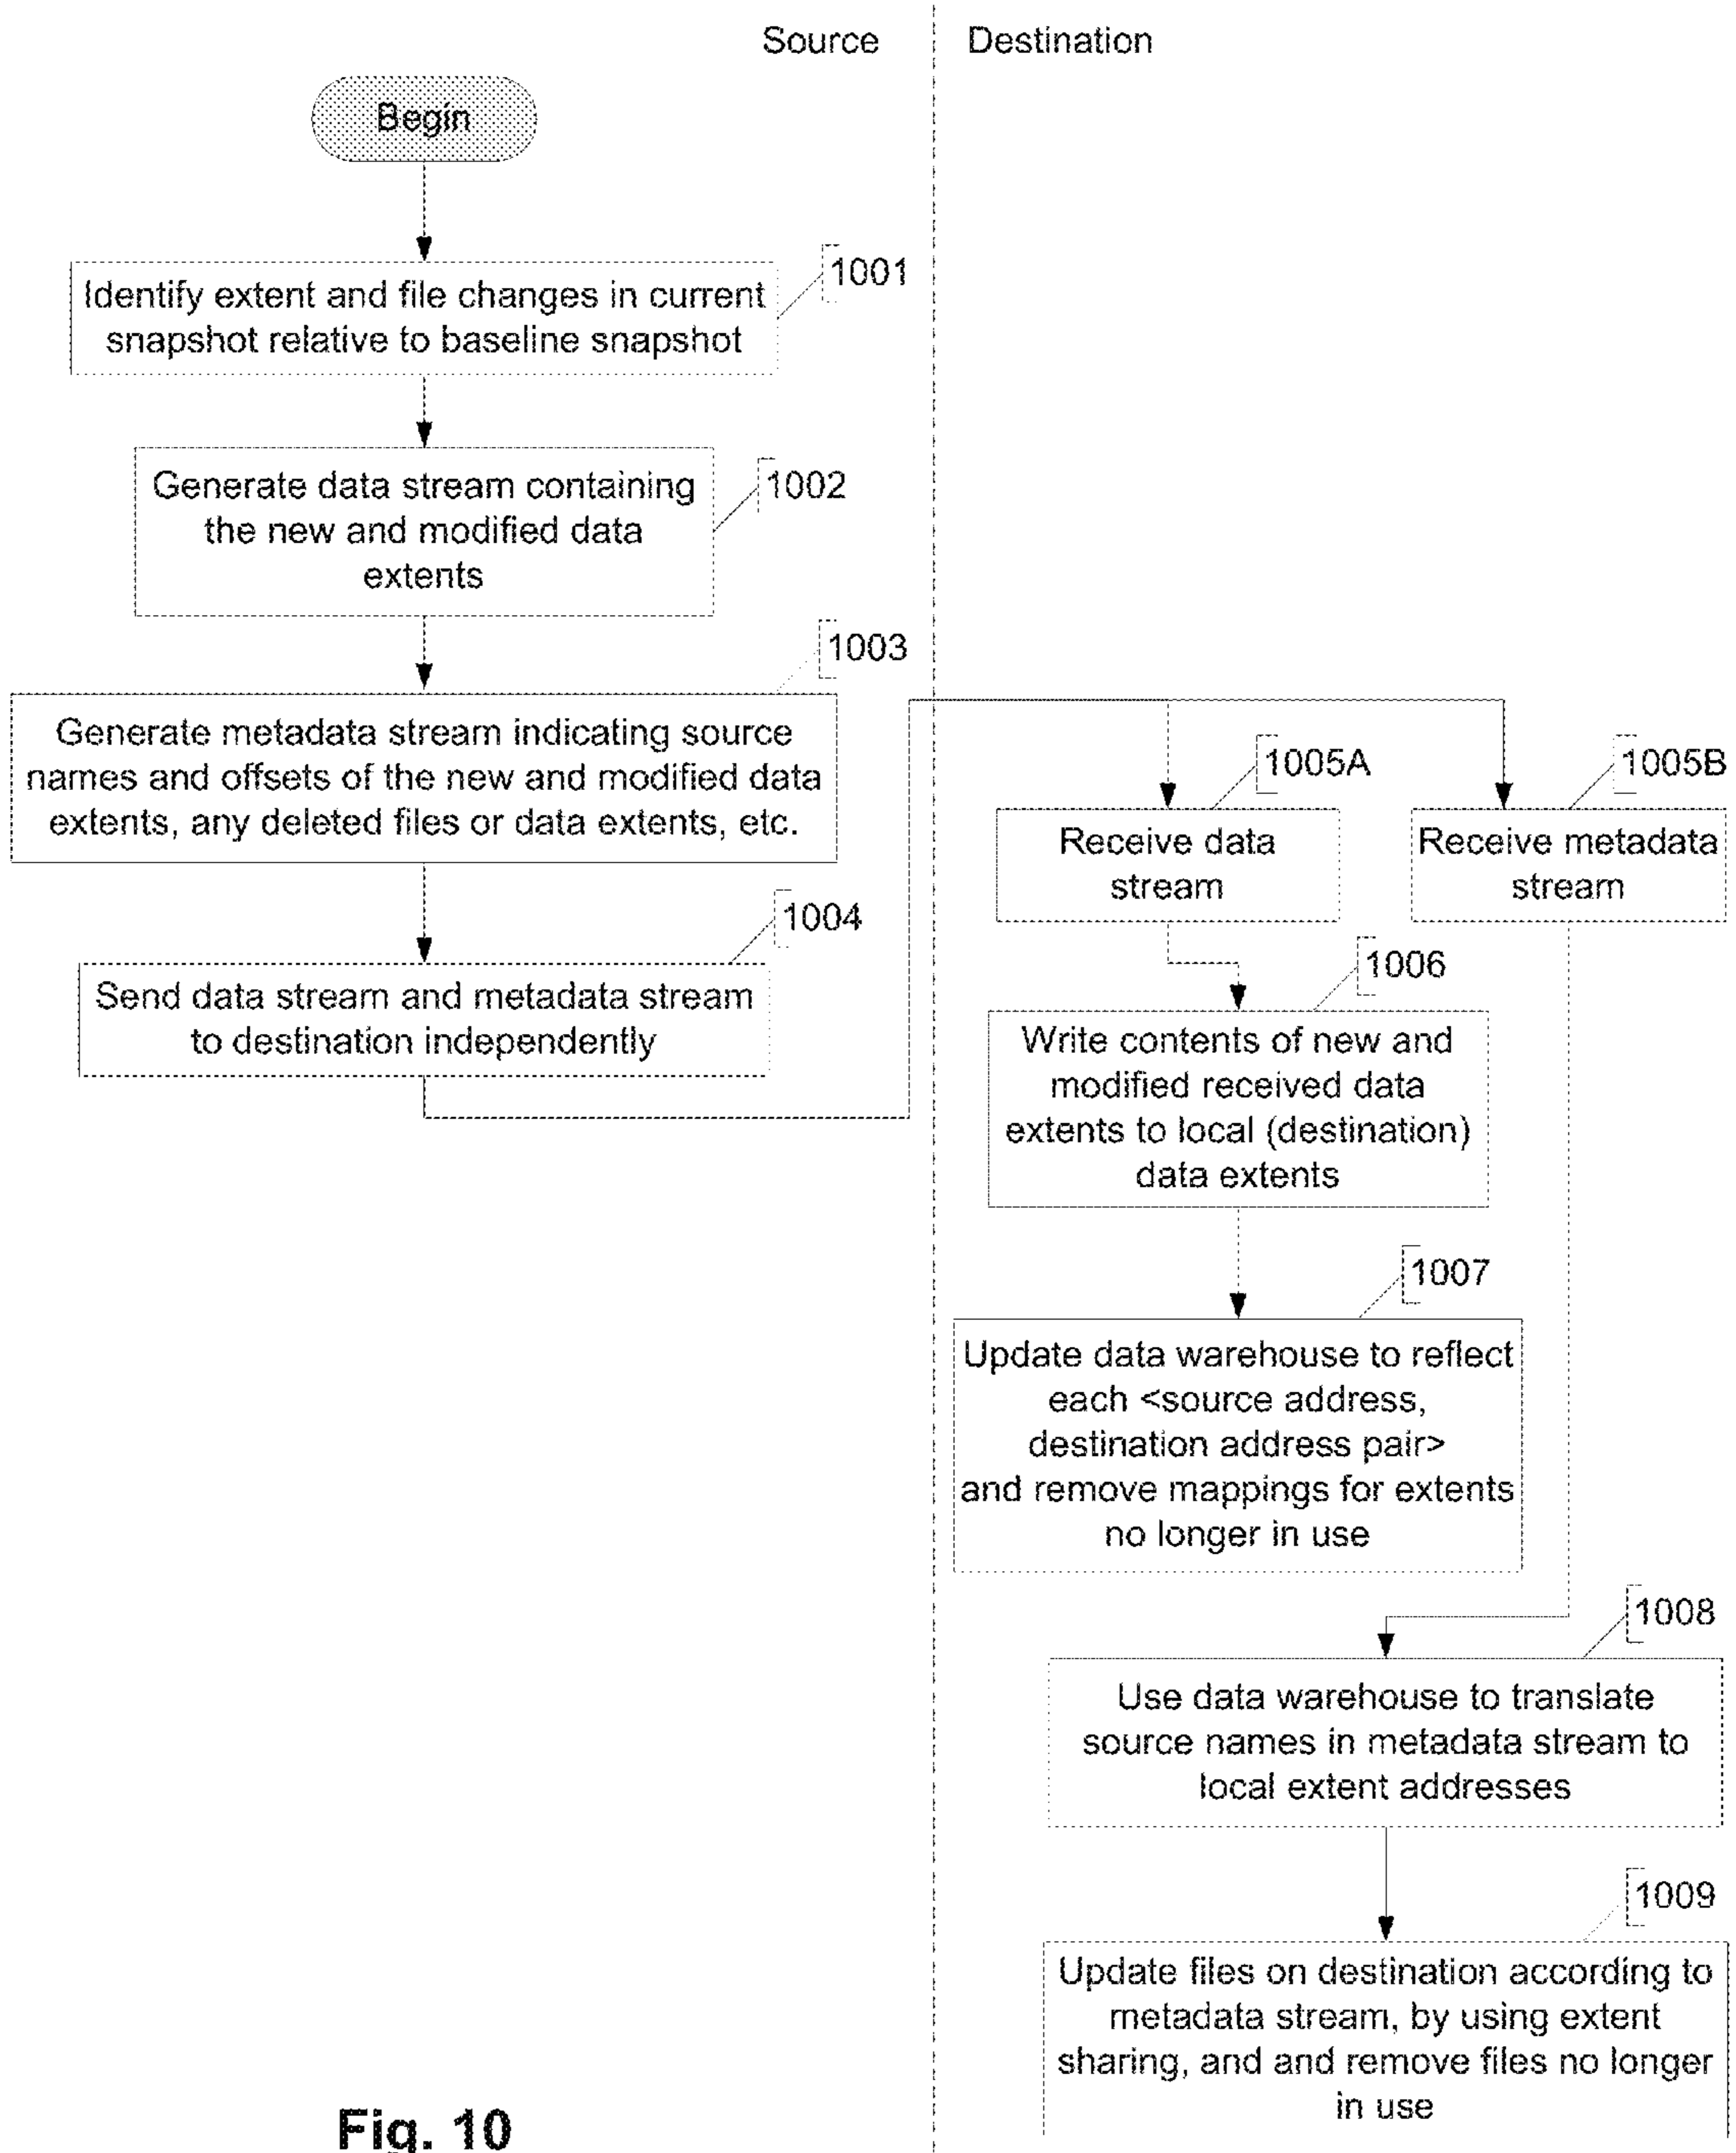 Source
Destination
Begin
1001
Identify extent and file changes in current
snapshot relative to baseline snapshot
1002
Generate data stream containing
the new and modified data
extents
1003
Generate metadata stream indicating source
names and offsets of the new and modified data
extents, any deleted files or data extents, etc.
1004
Send data stream and metadata stream
to destination independently
1005A
Receive data
stream
1005B
Receive metadata
stream
1006
Write contents of new and
modified received data
extents to local (destination)
data extents
1007
Update data warehouse to reflect
each <source address,
destination address pair>
and remove mappings for extents
no longer in use
1008
Use data warehouse to translate
source names in metadata stream to
local extent addresses
1009
Update files on destination according to
metadata stream, by using extent
sharing, and and remove files no longer
in use
Fig. 10